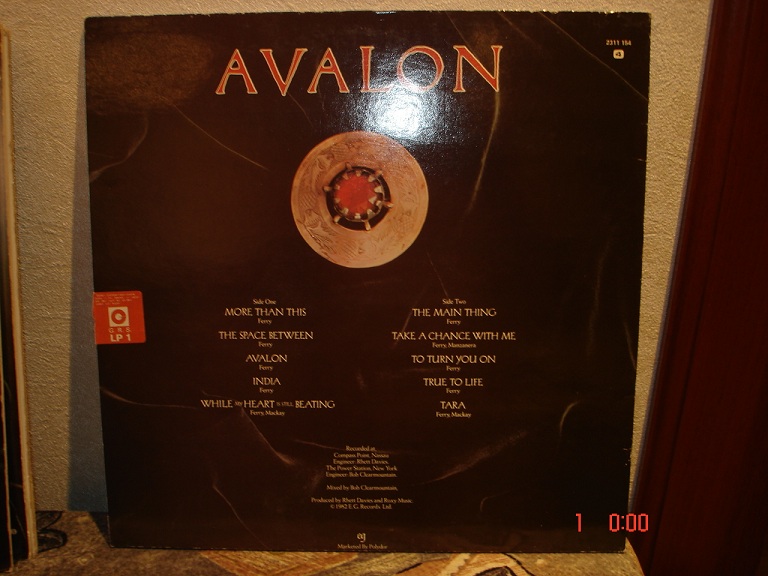 AVALON
2311 154
Side One
MORE THAN THIS
Ferry
THE SPACE BETWEEN
Ferry
AVALON
Ferry
INDIA
Ferry
WHILE MY HEART IS STILL BEATING
Ferry, Mackay
Side Two
THE MAIN THING
Ferry
TAKE A CHANCE WITH ME
Ferry, Manzanera
TO TURN YOU ON
Ferry
TRUE TO LIFE
Ferry
TARA
Ferry, Mackay
G.R.S.
LP 1
Recorded at
Compass Point, Nassau
Engineer: Rhett Davies.
The Power Station, New York
Engineer: Bob Clearmountain.
Mixed by Bob Clearmountain.
Produced by Rhett Davies and Roxy Music.
© 1982 E.G. Records. Ltd.
eg
Marketed By Polydor
1 0:00